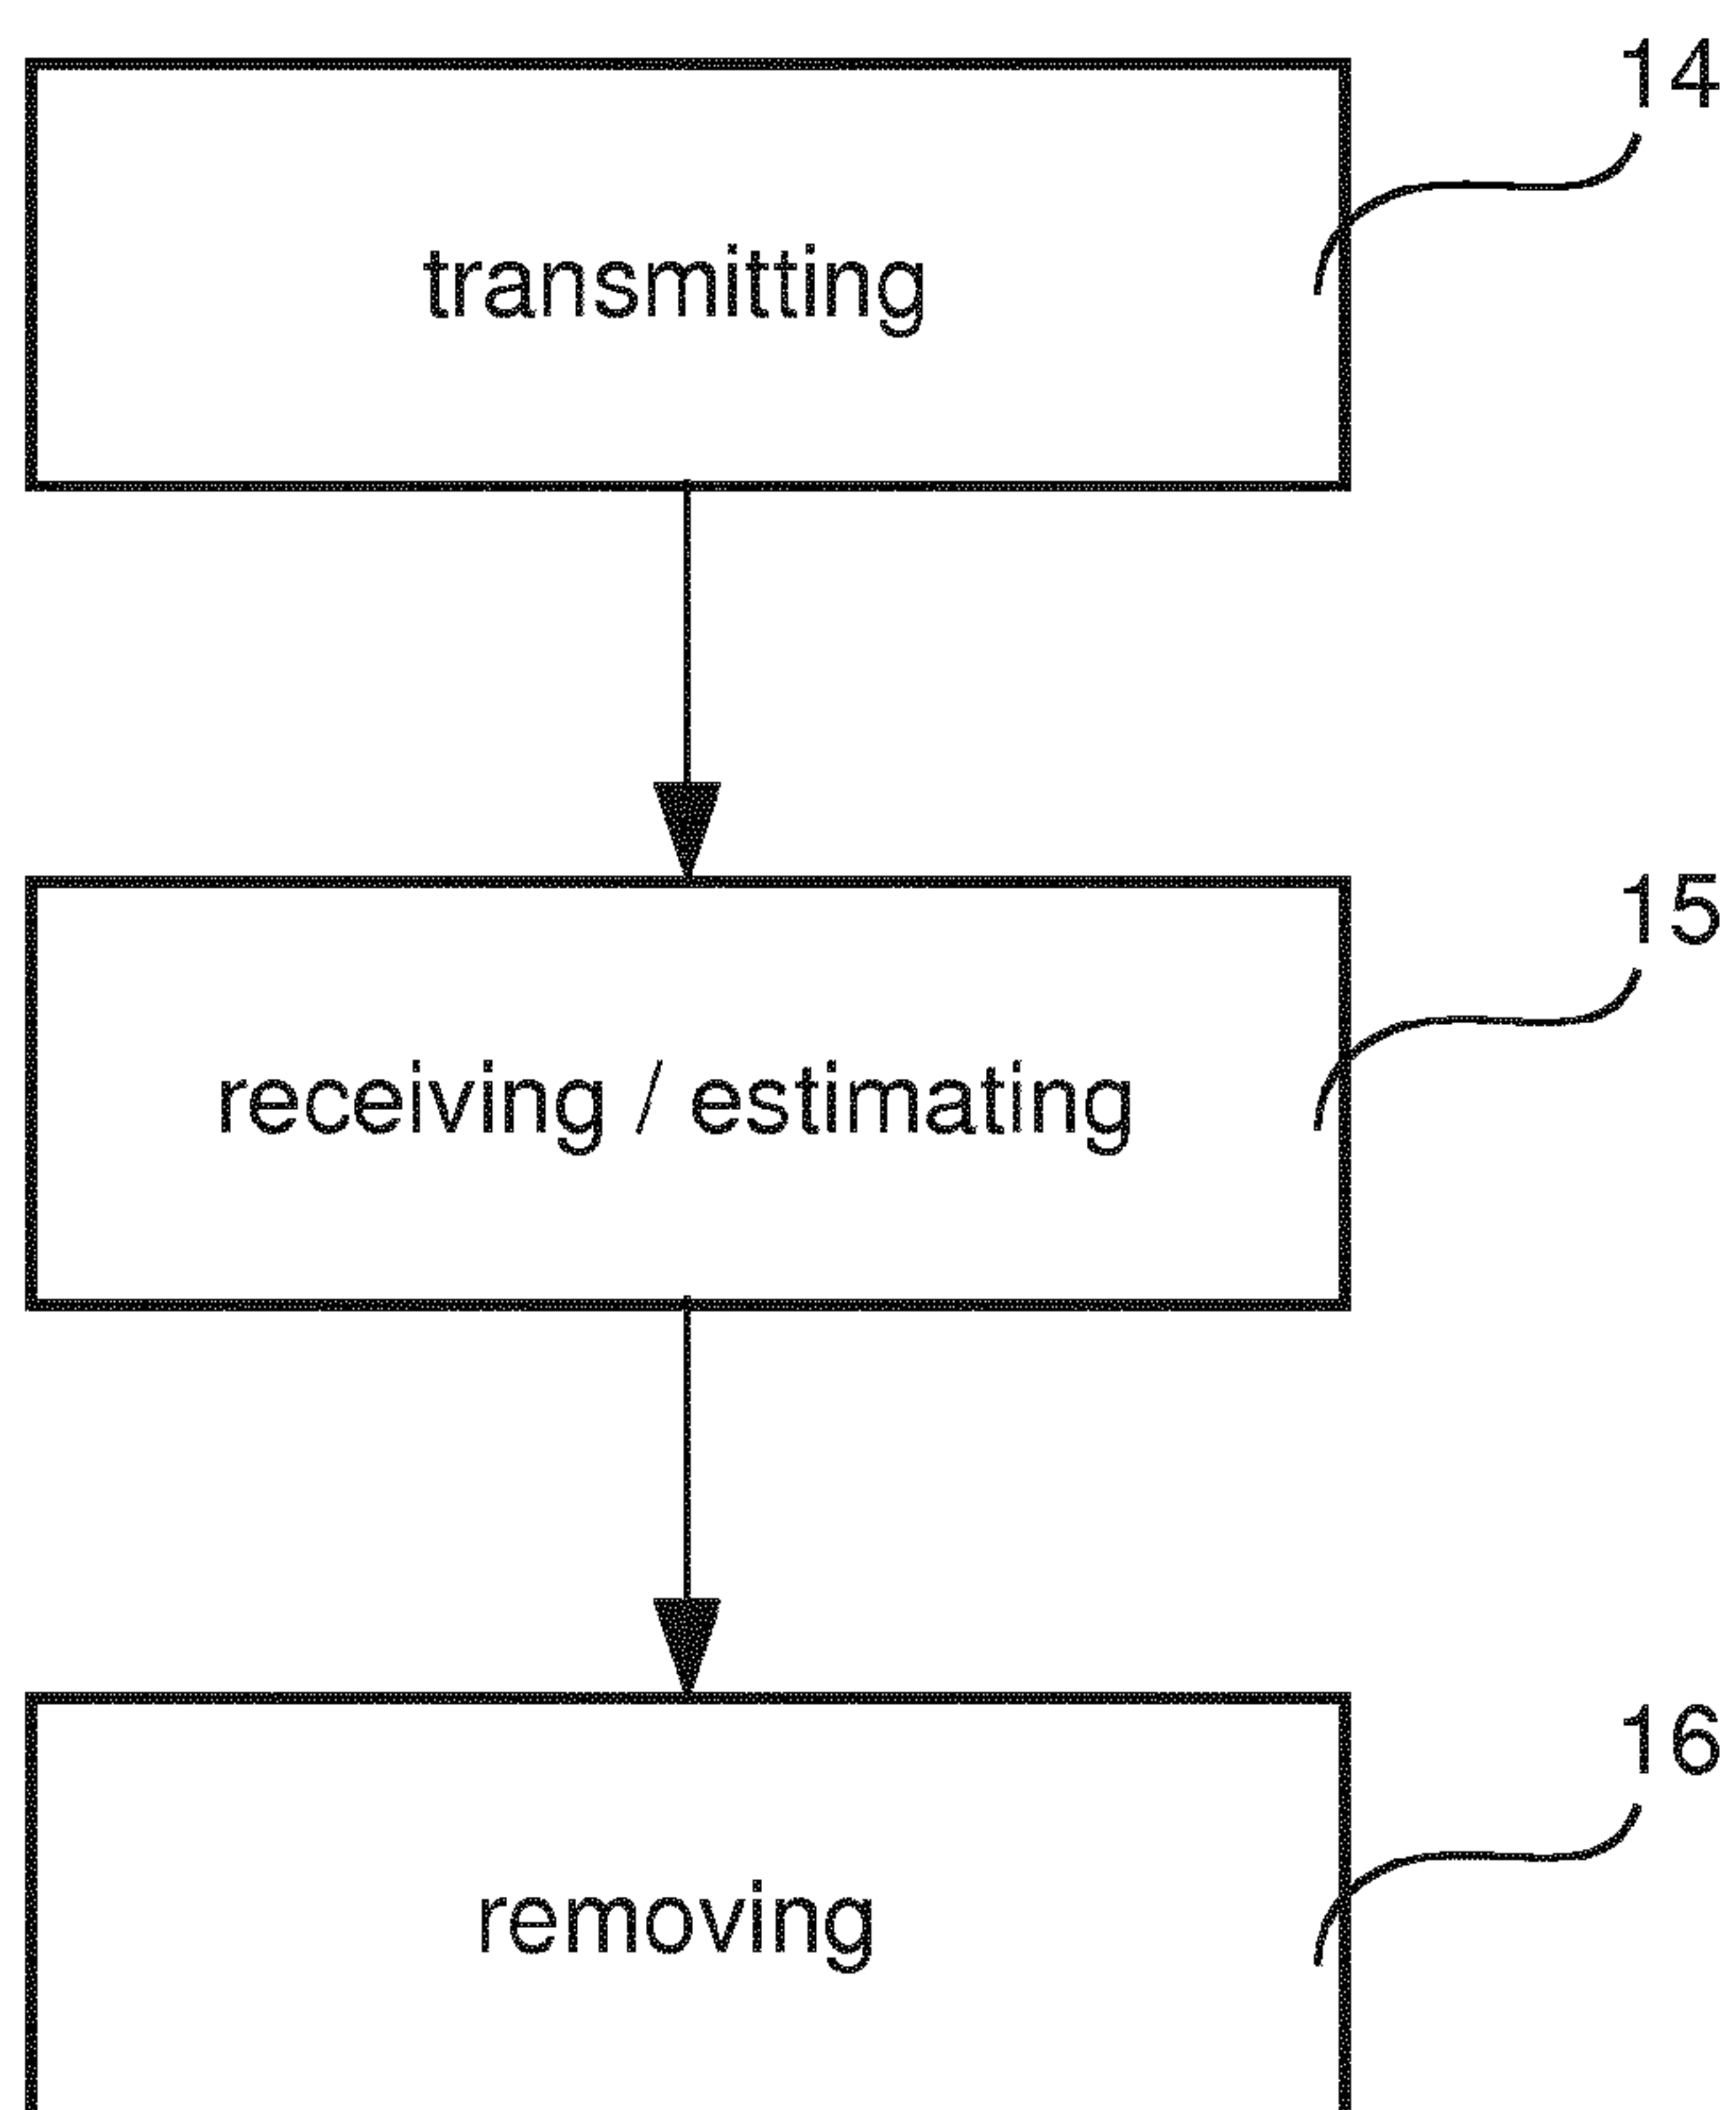 14
transmitting
15
receiving / estimating
16
removing